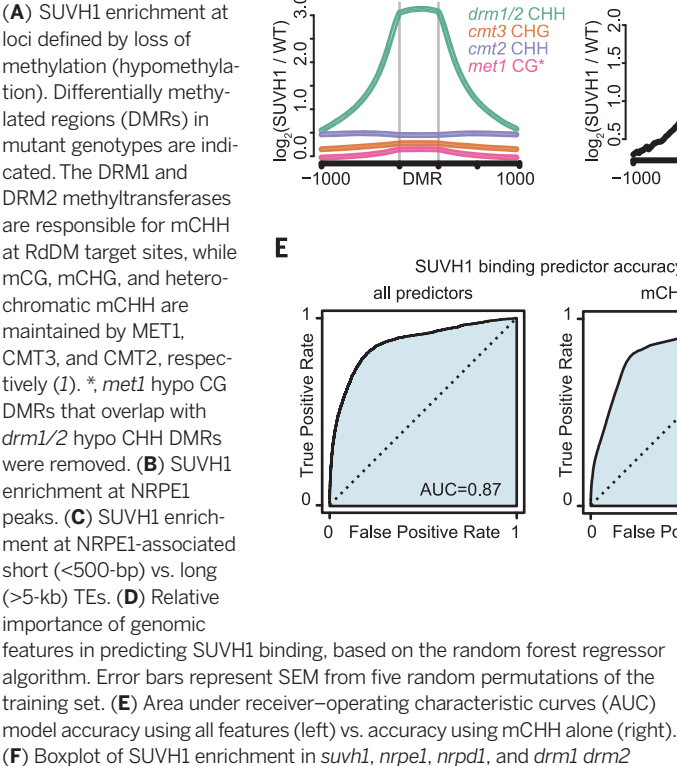 (A) SUVH1 enrichment at
loci defined by loss of
methylation (hypomethyla-
tion). Differentially methy-
lated regions (DMRs) in
mutant genotypes are indi-
cated. The DRM1 and
DRM2 methyltransferases
are responsible for mCHH
at RdDM target sites, while
mCG, mCHG, and hetero-
chromatic mCHH are
maintained by MET1,
CMT3, and CMT2, respec-
tively (1). *, met1 hypo CG
DMRs that overlap with
drm1/2 hypo CHH DMRs
were removed. (B) SUVH1
enrichment at NRPE1
peaks. (C) SUVH1 enrich-
ment at NRPE1-associated
short (<500-bp) vs. long
(>5-kb) TEs. (D) Relative
importance of genomic
features in predicting SUVH1 binding, based on the random forest regressor
algorithm. Error bars represent SEM from five random permutations of the
training set. (E) Area under receiver–operating characteristic curves (AUC)
model accuracy using all features (left) vs. accuracy using mCHH alone (right).
(F) Boxplot of SUVH1 enrichment in suvh1, nrpe1, nrpd1, and drm1 drm2
log2(SUVH1 / WT)
3.0
2.0
1.0
0.0
drm1/2 CHH
cmt3 CHG
cmt2 CHH
met1 CG*
−1000 DMR 1000
log2(SUVH1 / WT)
2.0
1.5
1.0
0.5
−1000
E
SUVH1 binding predictor accuracy
all predictors
True Positive Rate
1
0
AUC=0.87
0 False Positive Rate 1
mCH
True Positive Rate
1
0
0 False Po